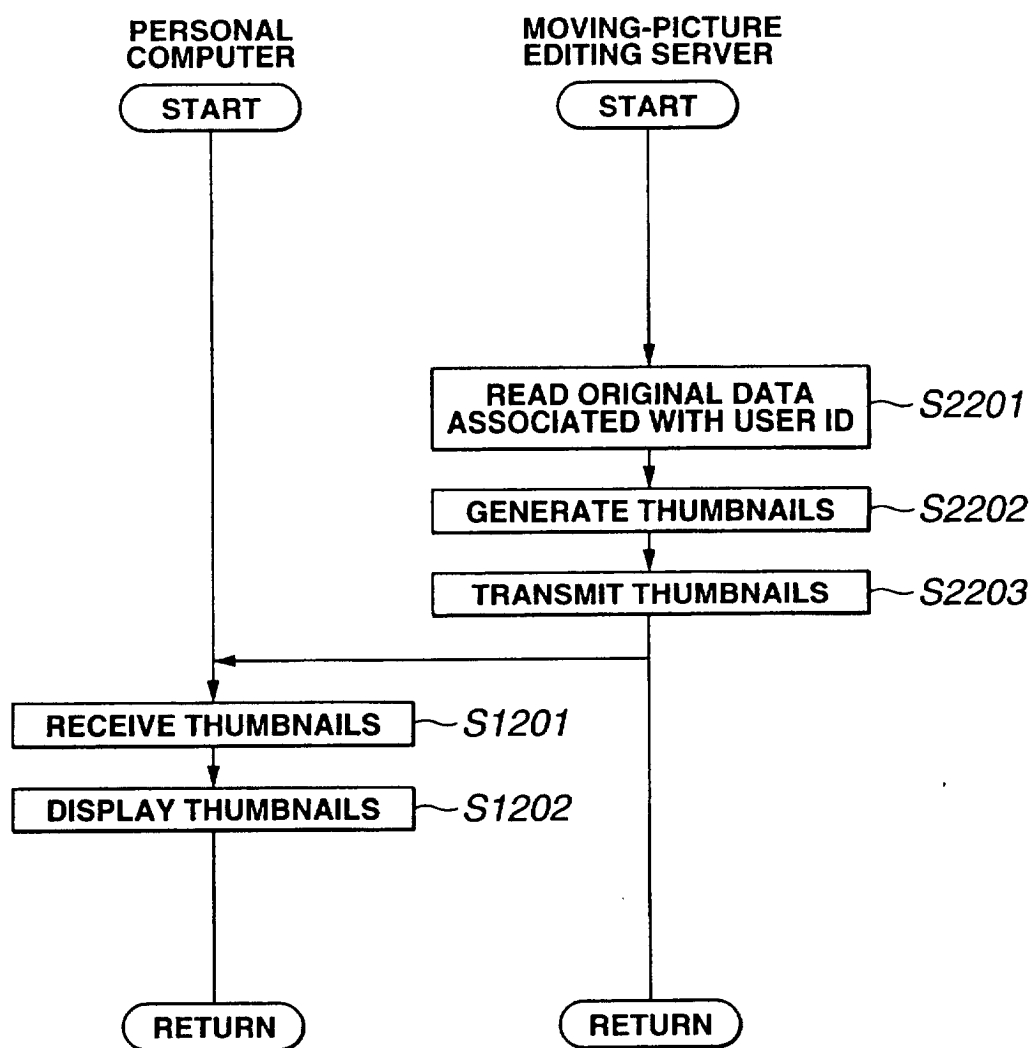 PERSONAL
COMPUTER
MOVING-PICTURE
EDITING SERVER
START
START
READ ORIGINAL DATA
ASSOCIATED WITH USER ID
S2201
GENERATE THUMBNAILS
S2202
TRANSMIT THUMBNAILS
S2203
RECEIVE THUMBNAILS
S1201
DISPLAY THUMBNAILS
S1202
RETURN
RETURN